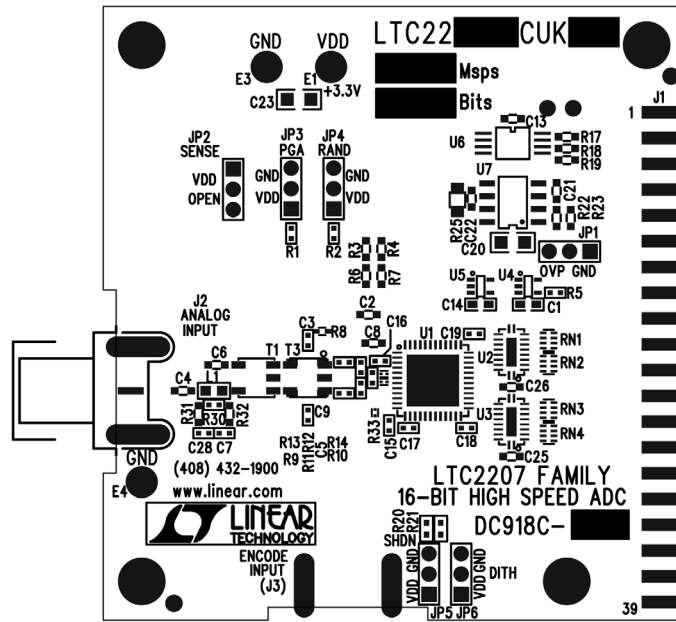 GND VDD
E3 E1
C23 +3.3V
LTC22 CUK
Msps
Bits
J1
1
C13
U6
R17
R18
R19
JP2
SENSE
JP3
PGA
JP4
RAND
U7
VDD
OPEN
GND
VDD
GND
VDD
C21
R22
R23
R25
C22
C20
JP1
OVP GND
R1 R2
R3 R4
R6 R7
U5 U4
R5
C14 C1
J2
ANALOG
INPUT
C2
C3 R8
C16
C8
U1 C19
U2
RN1
RN2
C6
T1 T3
C4 L1
C26
R31 R30 R32
C9
R33
C15
C17 C18
U3
RN3
RN4
C28 C7
R13 R12 R14
R9 R11 C5 R10
C25
GND
E4
(408) 432-1900
www.linear.com
LTC2207 FAMILY
16-BIT HIGH SPEED ADC
LINEAR
TECHNOLOGY
R20
R21
DC918C-
ENCODE
INPUT
(J3)
SHDN
VDD GND
VDD GND
DITH
JP5 JP6
39